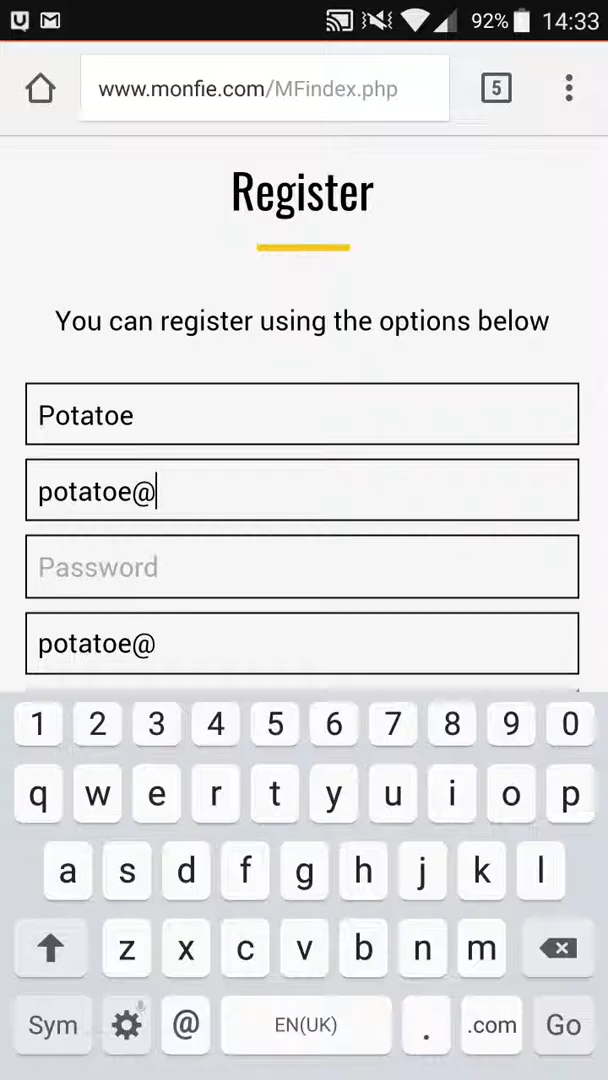 92% 14:33
www.monfie.com/MFindex.php 5
Register
You can register using the options below
Potatoe
potatoe@
Password
potatoe@
1 2 3 4 5 6 7 8 9 0
q w e r t y u i o p
a s d f g h j k l
z x c v b n m
Sym @ EN(UK) . .com Go